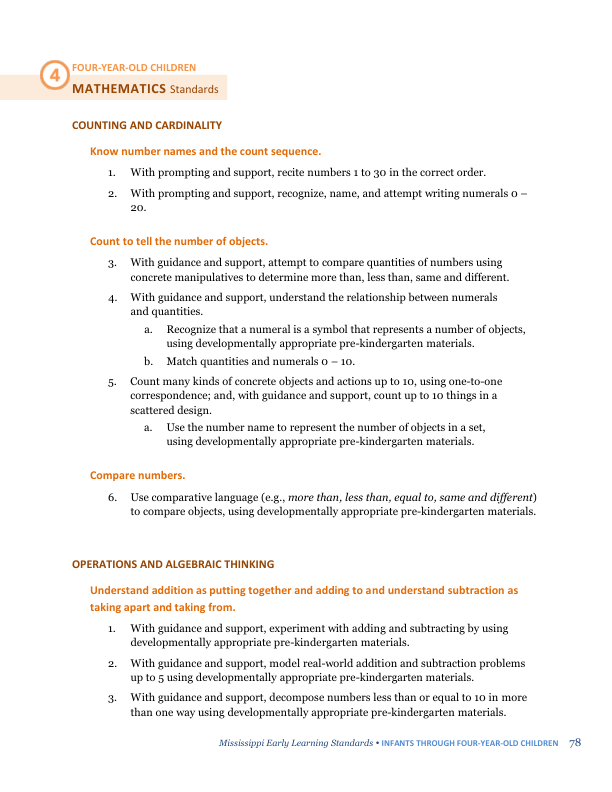 4
FOUR-YEAR-OLD CHILDREN
MATHEMATICS Standards
COUNTING AND CARDINALITY
Know number names and the count sequence.
1. With prompting and support, recite numbers 1 to 30 in the correct order.
2. With prompting and support, recognize, name, and attempt writing numerals 0 –
20.
Count to tell the number of objects.
3. With guidance and support, attempt to compare quantities of numbers using
concrete manipulatives to determine more than, less than, same and different.
4. With guidance and support, understand the relationship between numerals
and quantities.
a. Recognize that a numeral is a symbol that represents a number of objects,
using developmentally appropriate pre-kindergarten materials.
b. Match quantities and numerals 0 – 10.
5. Count many kinds of concrete objects and actions up to 10, using one-to-one
correspondence; and, with guidance and support, count up to 10 things in a
scattered design.
a. Use the number name to represent the number of objects in a set,
using developmentally appropriate pre-kindergarten materials.
Compare numbers.
6. Use comparative language (e.g., more than, less than, equal to, same and different)
to compare objects, using developmentally appropriate pre-kindergarten materials.
OPERATIONS AND ALGEBRAIC THINKING
Understand addition as putting together and adding to and understand subtraction as
taking apart and taking from.
1. With guidance and support, experiment with adding and subtracting by using
developmentally appropriate pre-kindergarten materials.
2. With guidance and support, model real-world addition and subtraction problems
up to 5 using developmentally appropriate pre-kindergarten materials.
3. With guidance and support, decompose numbers less than or equal to 10 in more
than one way using developmentally appropriate pre-kindergarten materials.
Mississippi Early Learning Standards • INFANTS THROUGH FOUR-YEAR-OLD CHILDREN 78